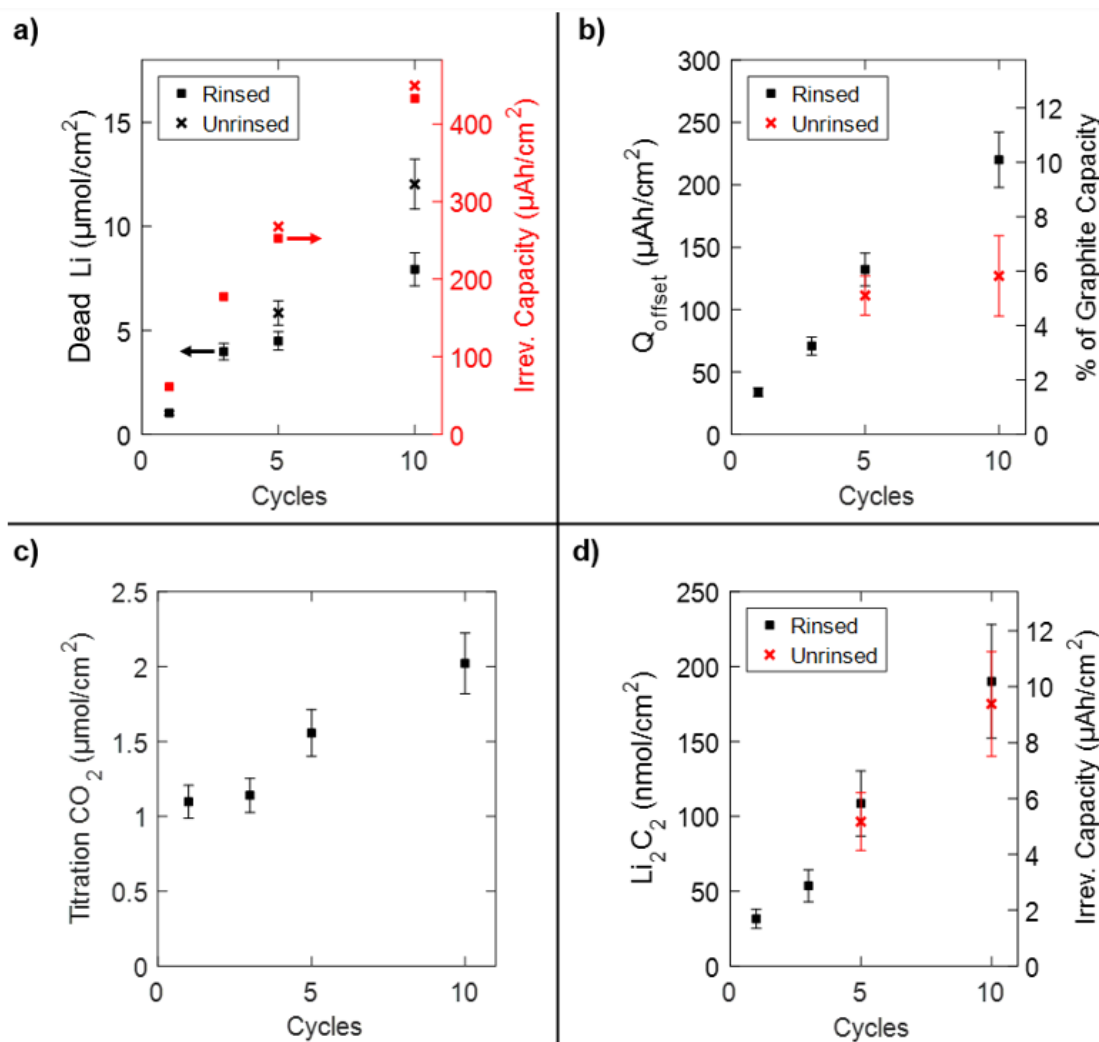 a)
Rinsed
Unrinsed
Dead Li (μmol/cm²)
15
10
5
0
400
300
200
100
0
Irrev. Capacity (μAh/cm²)
0 5 10
Cycles
b)
Rinsed
Unrinsed
Q_offset (μAh/cm²)
300
250
200
150
100
50
0
12
10
8
6
4
2
0
% of Graphite Capacity
0 5 10
Cycles
c)
Titration CO₂ (μmol/cm²)
2.5
2
1.5
1
0.5
0
0 5 10
Cycles
d)
Rinsed
Unrinsed
Li₂C₂ (nmol/cm²)
250
200
150
100
50
0
12
10
8
6
4
2
0
Irrev. Capacity (μAh/cm²)
0 5 10
Cycles